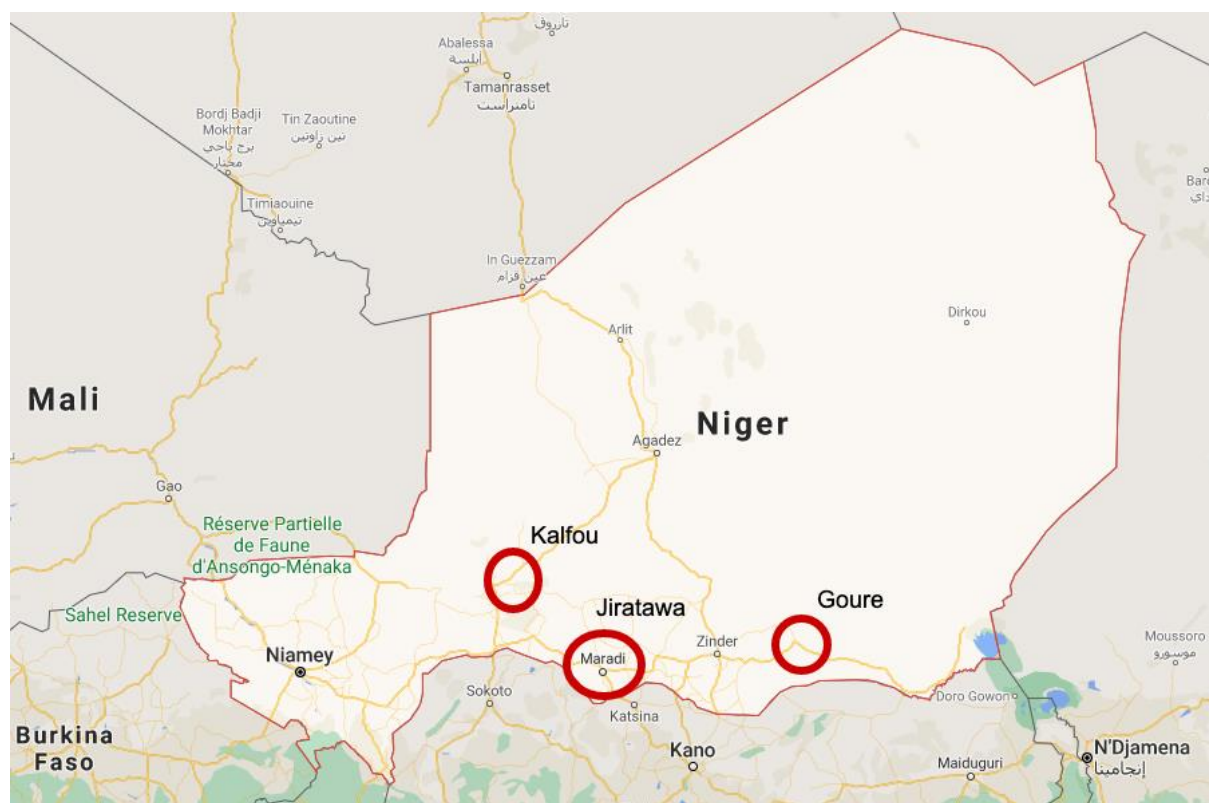 تاروق
Abalessa
أبلسة
Tamanrasset
تامنراست
Bordj Badji
Mokhtar
برج باجي
مختار
Tin Zaoutine
تين زاوتين
Timiaouine
تيمياوين
In Guezzam
عين قزام
Dirkou
Arlit
Mali
Niger
Agadez
Gao
Réserve Partielle
de Faune
d'Ansongo-Ménaka
Kalfou
Sahel Reserve
Jiratawa
Goure
Niamey
Maradi
Zinder
Moussoro
موسورو
Sokoto
Katsina
Doro Gowon
Burkina
Faso
Kano
Maiduguri
N'Djamena
إنجامينا